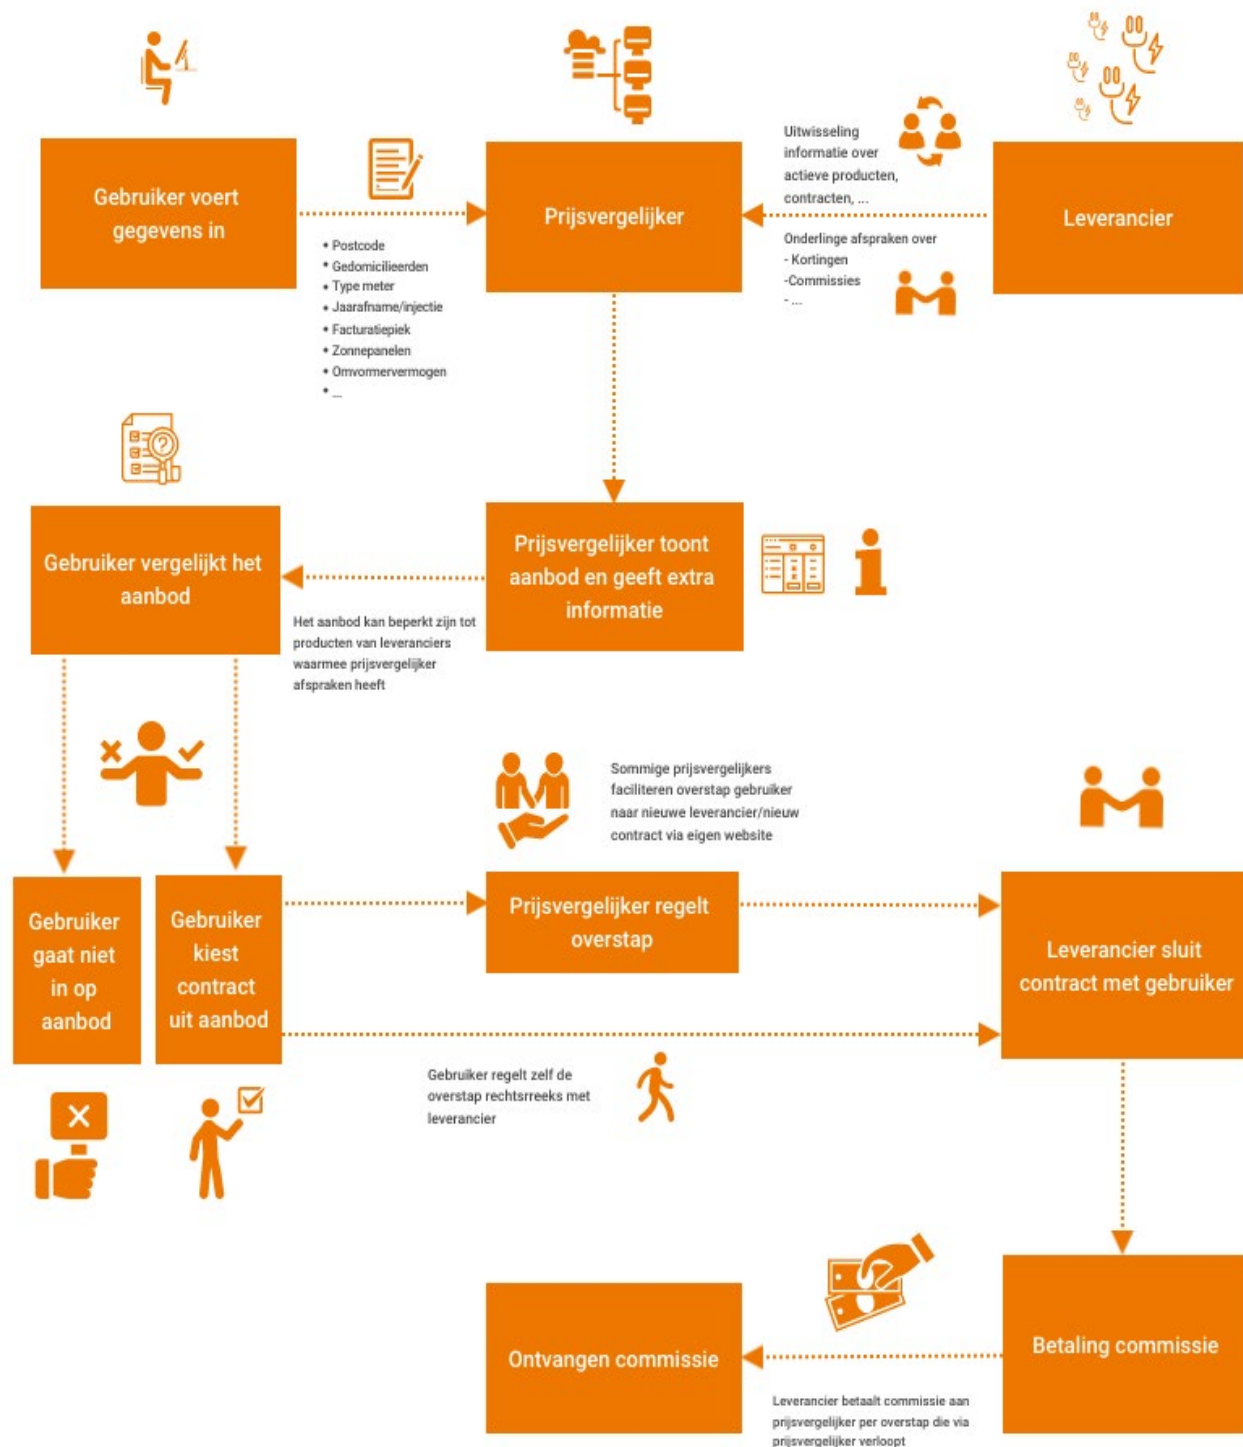 Gebruiker voert
gegevens in
Prijsvergelijker
Uitwisseling
informatie over
actieve producten,
contracten, ...
Leverancier
Onderlinge afspraken over
- Kortingen
-Commissies
- ...
* Postcode
* Gedomicilieerden
* Type meter
* Jaarafname/injectie
* Facturatiepiek
* Zonnepanelen
* Omvormervermogen
* ...
Prijsvergelijker toont
aanbod en geeft extra
informatie
Gebruiker vergelijkt het
aanbod
Het aanbod kan beperkt zijn tot
producten van leveranciers
waarmee prijsvergelijker
afspraken heeft
Sommige prijsvergelijkers
faciliteren overstap gebruiker
naar nieuwe leverancier/nieuw
contract via eigen website
Gebruiker
gaat niet
in op
aanbod
Gebruiker
kiest
contract
uit aanbod
Prijsvergelijker regelt
overstap
Leverancier sluit
contract met gebruiker
Gebruiker regelt zelf de
overstap rechtsrreeks met
leverancier
Ontvangen commissie
Betaling commissie
Leverancier betaalt commissie aan
prijsvergelijker per overstap die via
prijsvergelijker verloopt